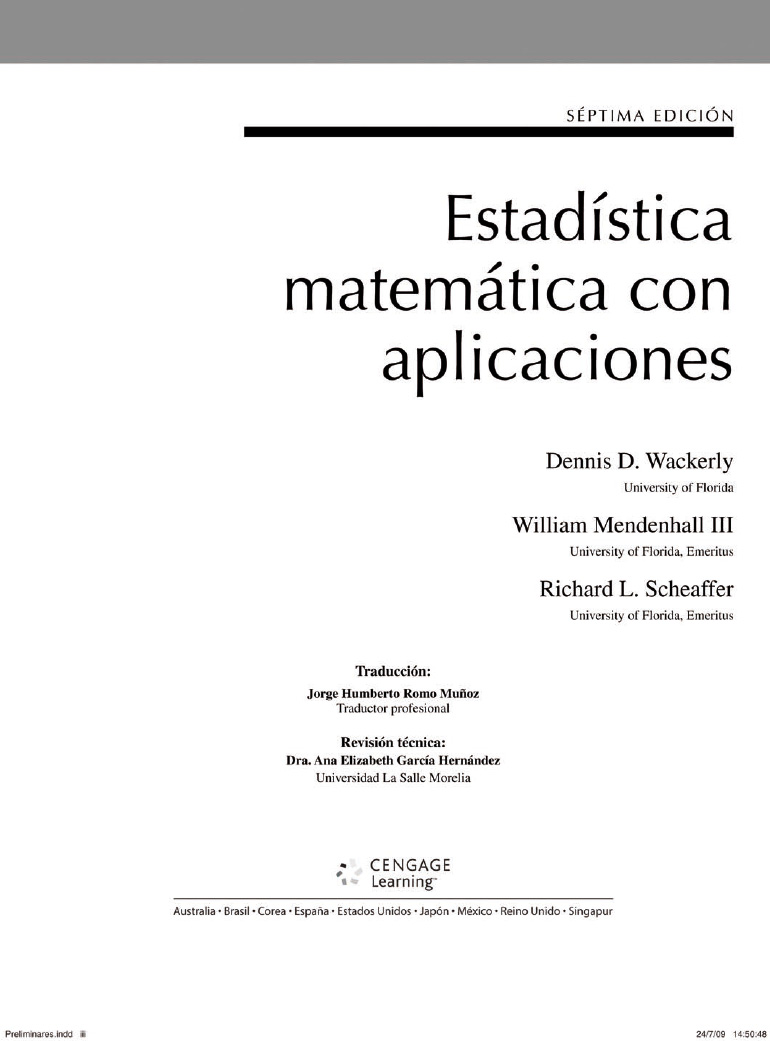 SÉPTIMA EDICIÓN
Estadística
matemática con
aplicaciones
Dennis D. Wackerly
University of Florida
William Mendenhall III
University of Florida, Emeritus
Richard L. Scheaffer
University of Florida, Emeritus
Traducción:
Jorge Humberto Romo Muñoz
Traductor profesional
Revisión técnica:
Dra. Ana Elizabeth García Hernández
Universidad La Salle Morelia
CENGAGE
Learning™
Australia • Brasil • Corea • España • Estados Unidos • Japón • México • Reino Unido • Singapur
Preliminares.indd iii 24/7/09 14:50:48